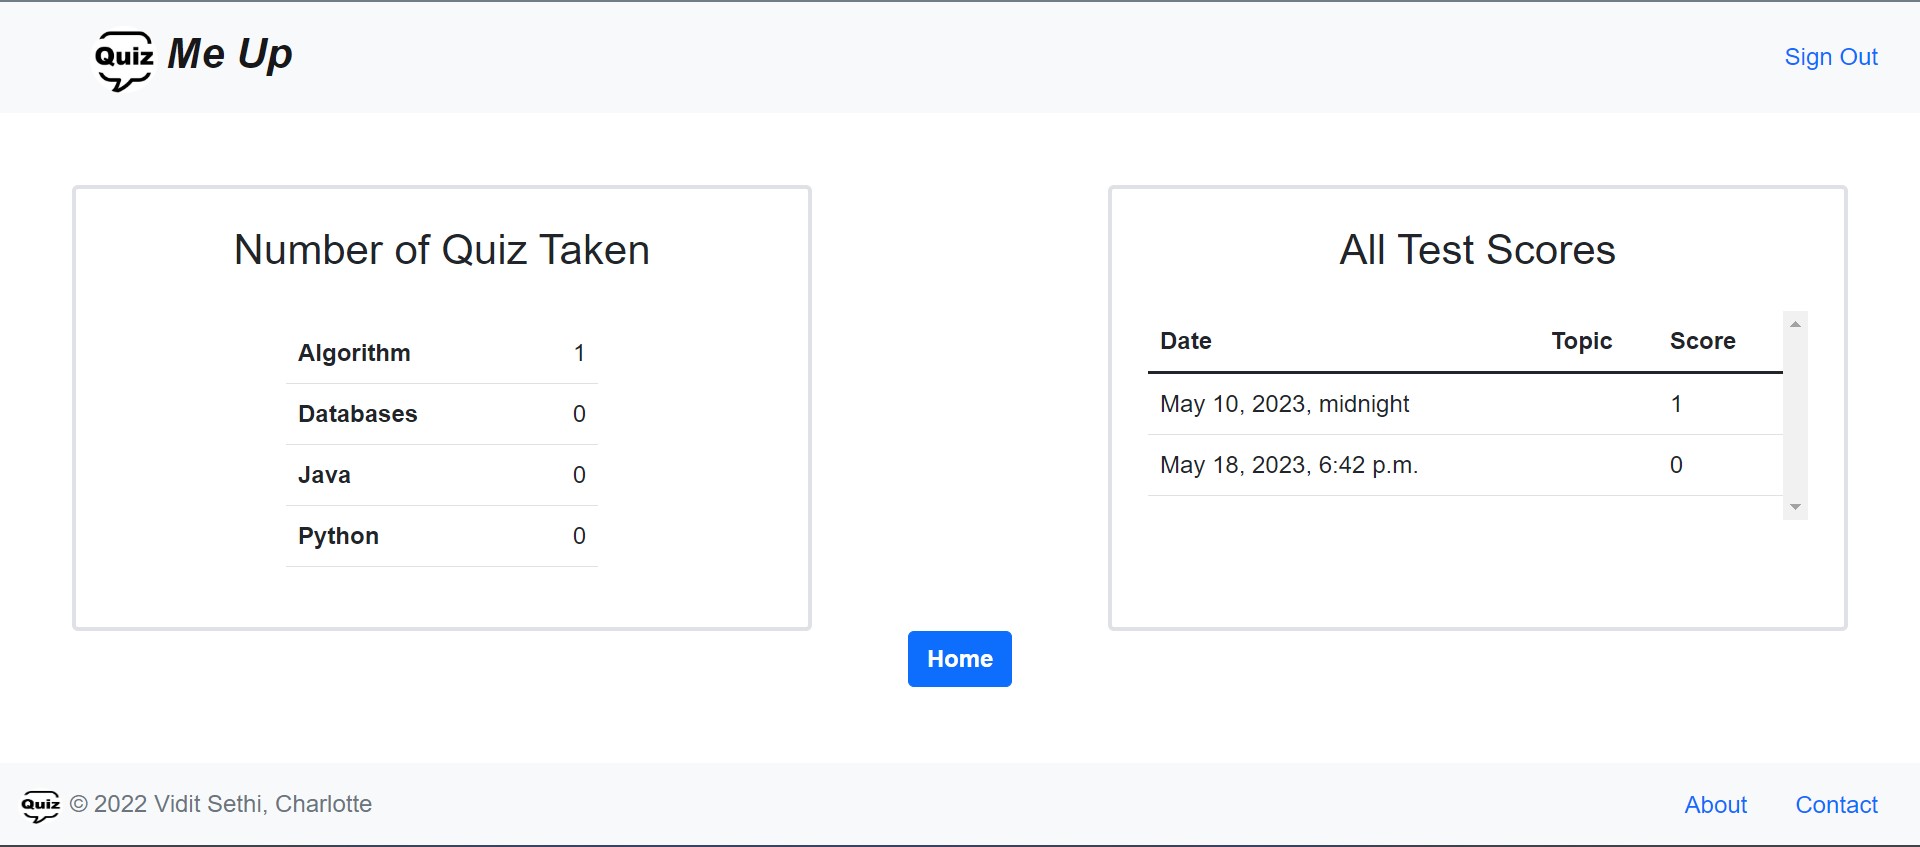 Quiz Me Up
Sign Out
Number of Quiz Taken
Algorithm 1
Databases 0
Java 0
Python 0
All Test Scores
Date Topic Score
May 10, 2023, midnight 1
May 18, 2023, 6:42 p.m. 0
Home
Quiz © 2022 Vidit Sethi, Charlotte
About Contact